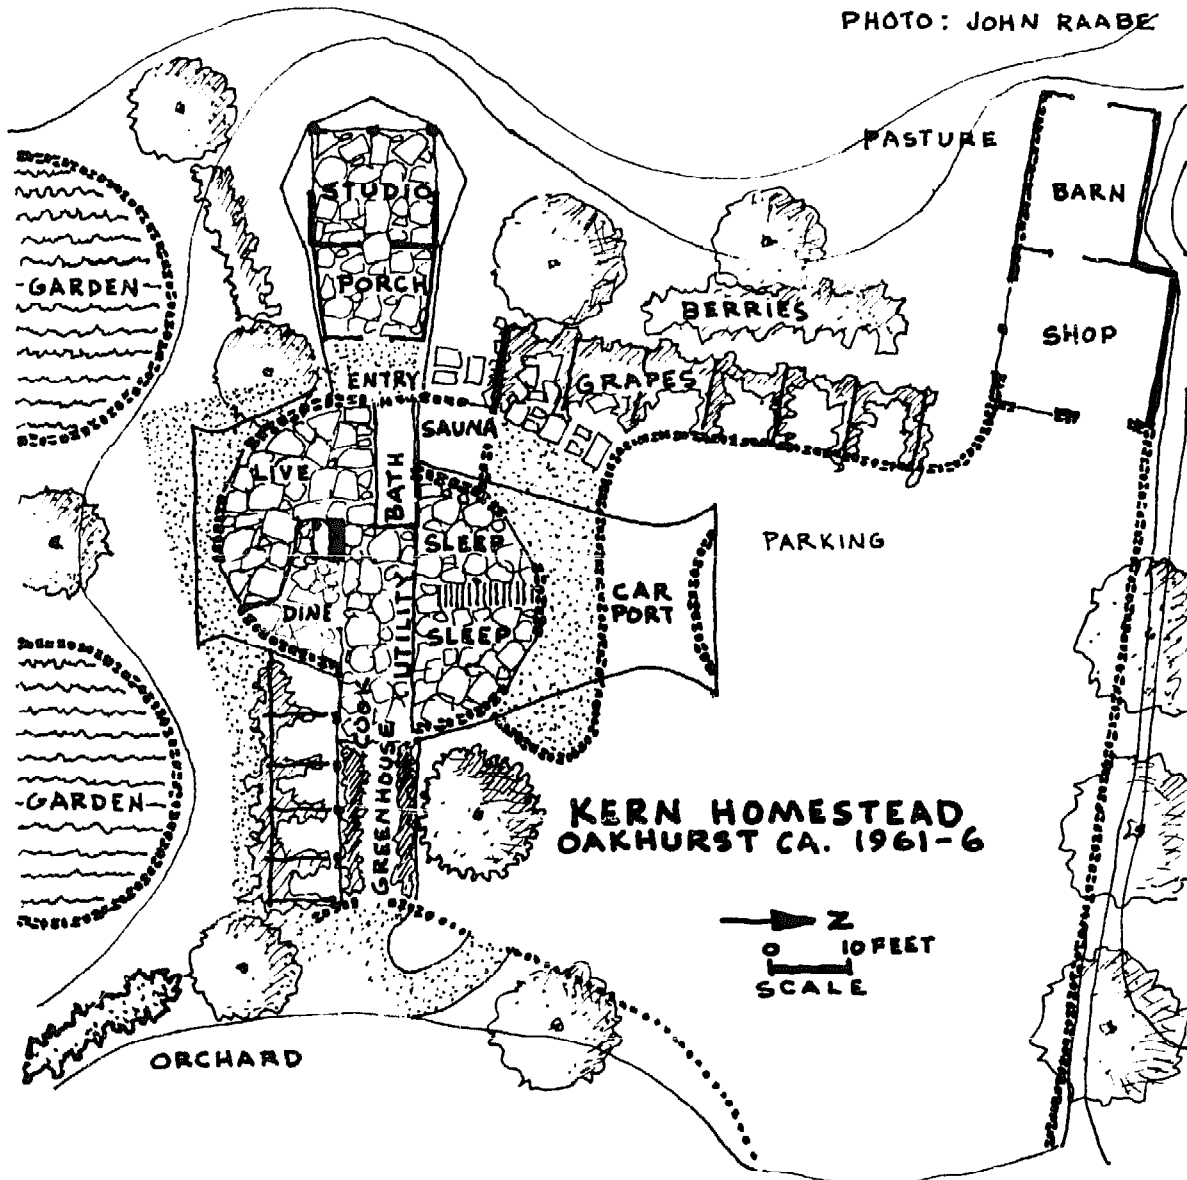 PHOTO: JOHN RAABE
PASTURE
BARN
STUDIO
GARDEN
PORCH
BERRIES
SHOP
ENTRY
GRAPES
SAUNA
LIVE
BATH
SLEEP
PARKING
CAR
PORT
DINE
UTILITY
SLEEP
COOK
GREENHOUSE
GARDEN
KERN HOMESTEAD
OAKHURST CA. 1961-6
N
0 10 FEET
SCALE
ORCHARD